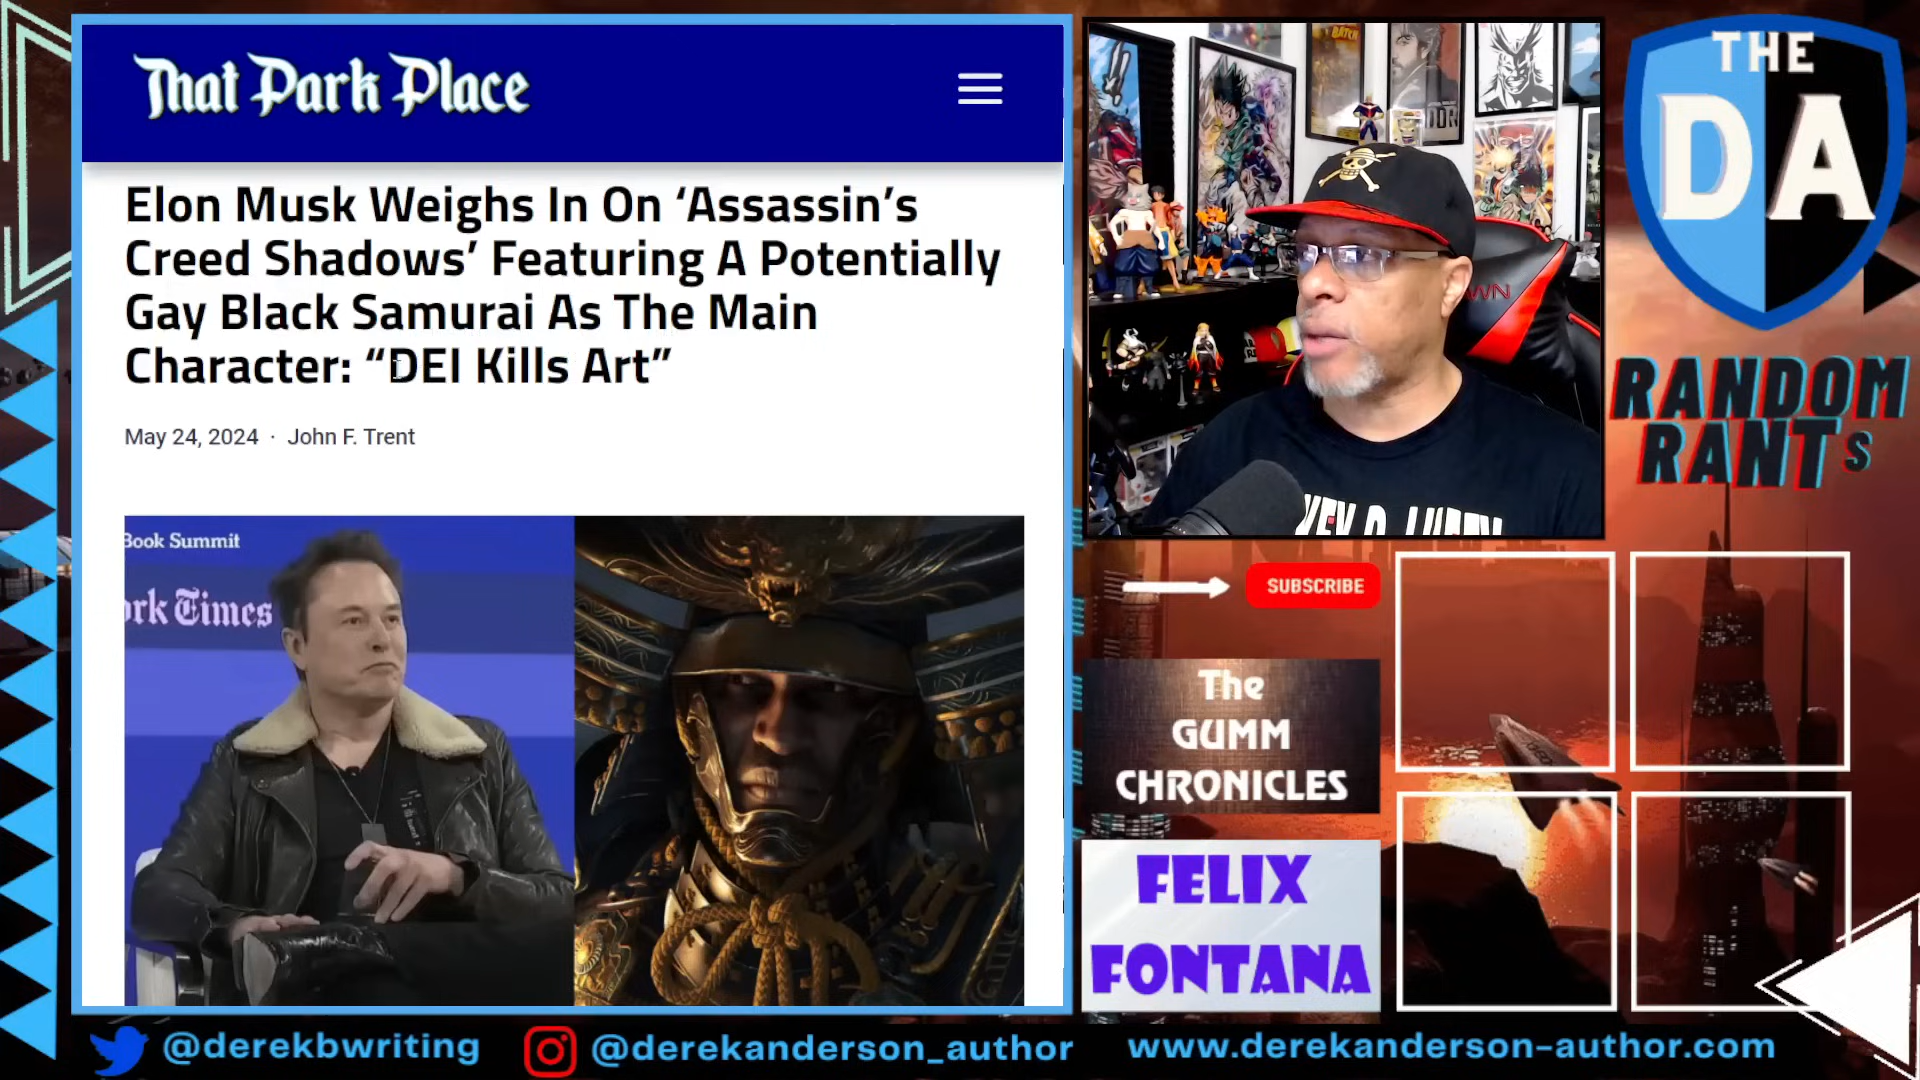 That Park Place
Elon Musk Weighs In On ‘Assassin’s
Creed Shadows’ Featuring A Potentially
Gay Black Samurai As The Main
Character: “DEI Kills Art”
May 24, 2024 · John F. Trent
Book Summit
ork Times
THE
DA
RANDOM
RANTs
SUBSCRIBE
The
GUMM
CHRONICLES
FELIX
FONTANA
@derekbwriting
@derekanderson_author
www.derekanderson-author.com